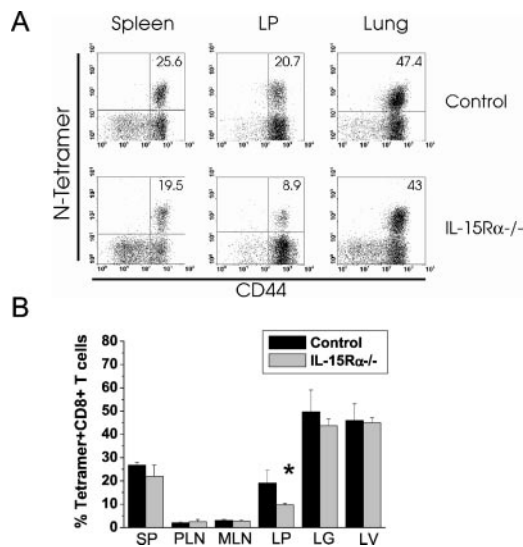 A
Spleen
LP
Lung
25.6
20.7
47.4
Control
N-Tetramer
19.5
8.9
43
IL-15Rα-/-
CD44
B
Control
IL-15Rα-/-
% Tetramer+CD8+ T cells
80
70
60
50
40
30
20
10
0
*
SP PLN MLN LP LG LV